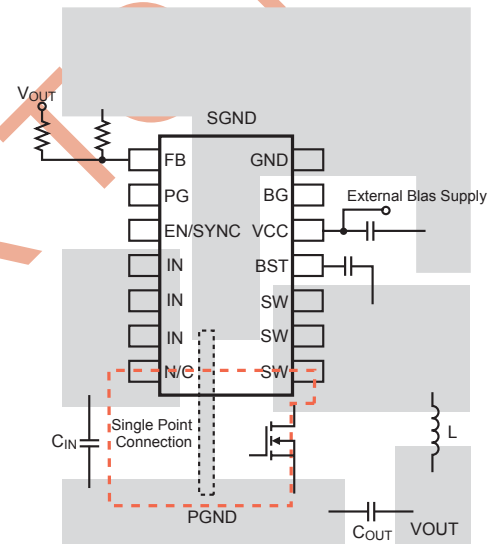 VOUT
SGND
FB GND
PG BG
External Blas Supply
EN/SYNC VCC
IN BST
IN SW
IN SW
N/C SW
CIN
Single Point
Connection
L
PGND
COUT
VOUT